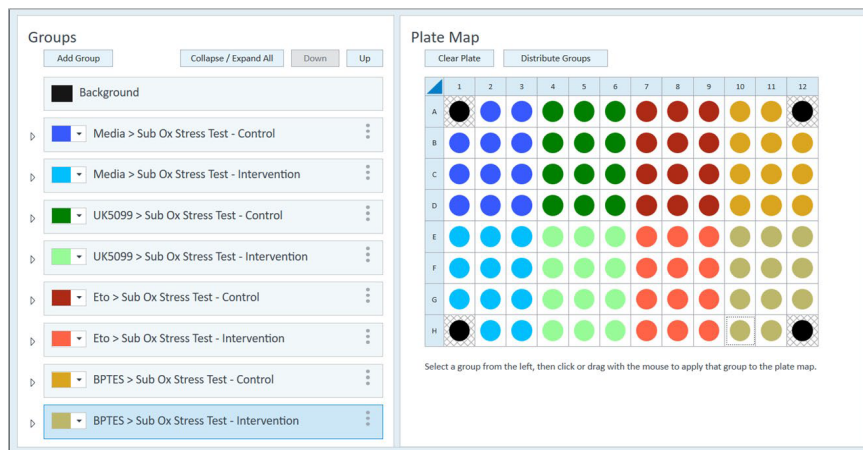 Groups
Add Group Collapse / Expand All Down Up
Background
Media > Sub Ox Stress Test - Control
Media > Sub Ox Stress Test - Intervention
UK5099 > Sub Ox Stress Test - Control
UK5099 > Sub Ox Stress Test - Intervention
Eto > Sub Ox Stress Test - Control
Eto > Sub Ox Stress Test - Intervention
BPTES > Sub Ox Stress Test - Control
BPTES > Sub Ox Stress Test - Intervention
Plate Map
Clear Plate Distribute Groups
1 2 3 4 5 6 7 8 9 10 11 12
A
B
C
D
E
F
G
H
Select a group from the left, then click or drag with the mouse to apply that group to the plate map.